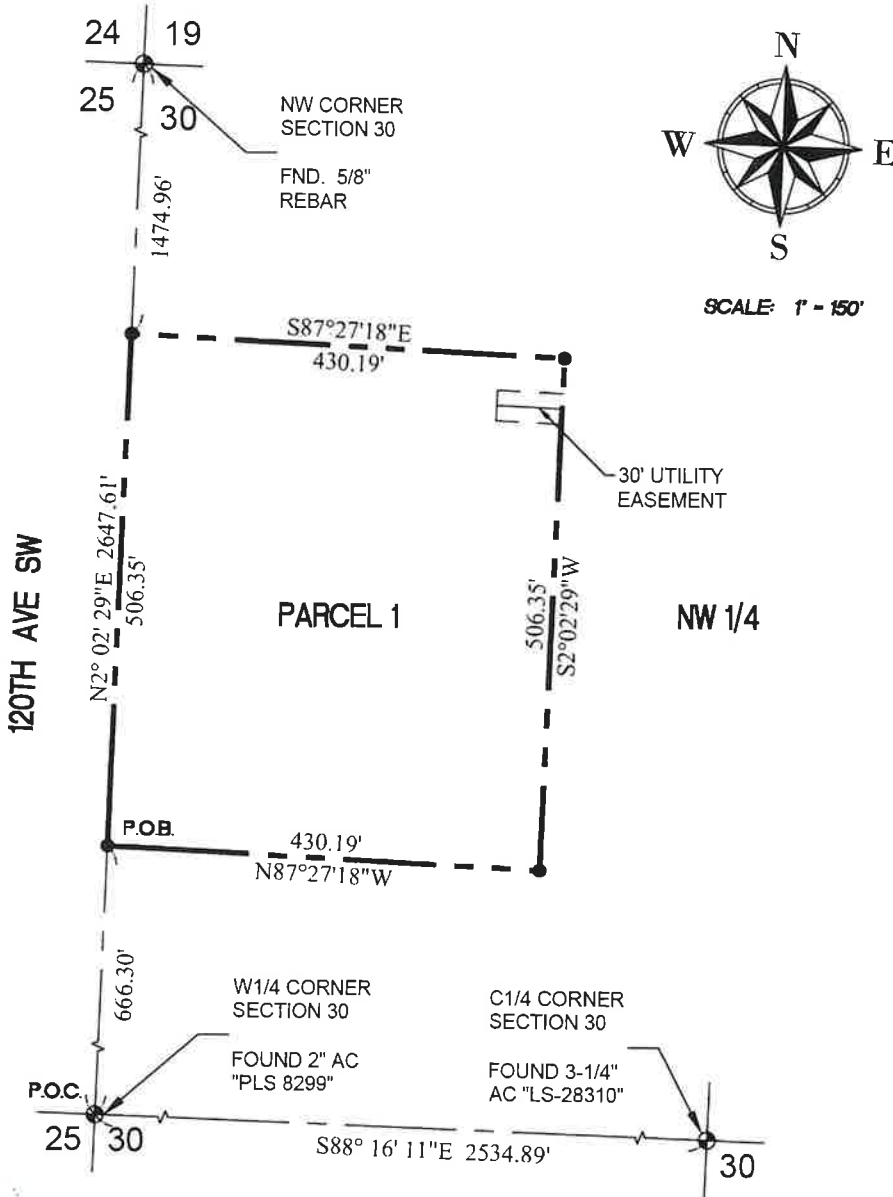 24 19
25 30
NW CORNER
SECTION 30
FND. 5/8"
REBAR
N
W E
S
SCALE: 1" - 150'
1474.96'
S87°27'18"E
430.19'
30' UTILITY
EASEMENT
120TH AVE SW
N2° 02' 29"E 2647.61'
506.35'
PARCEL 1
506.35'
S2°02'29"W
NW 1/4
P.O.B.
430.19'
N87°27'18"W
666.30'
W1/4 CORNER
SECTION 30
FOUND 2" AC
"PLS 8299"
C1/4 CORNER
SECTION 30
FOUND 3-1/4"
AC "LS-28310"
P.O.C.
25 30
S88° 16' 11"E 2534.89'
30